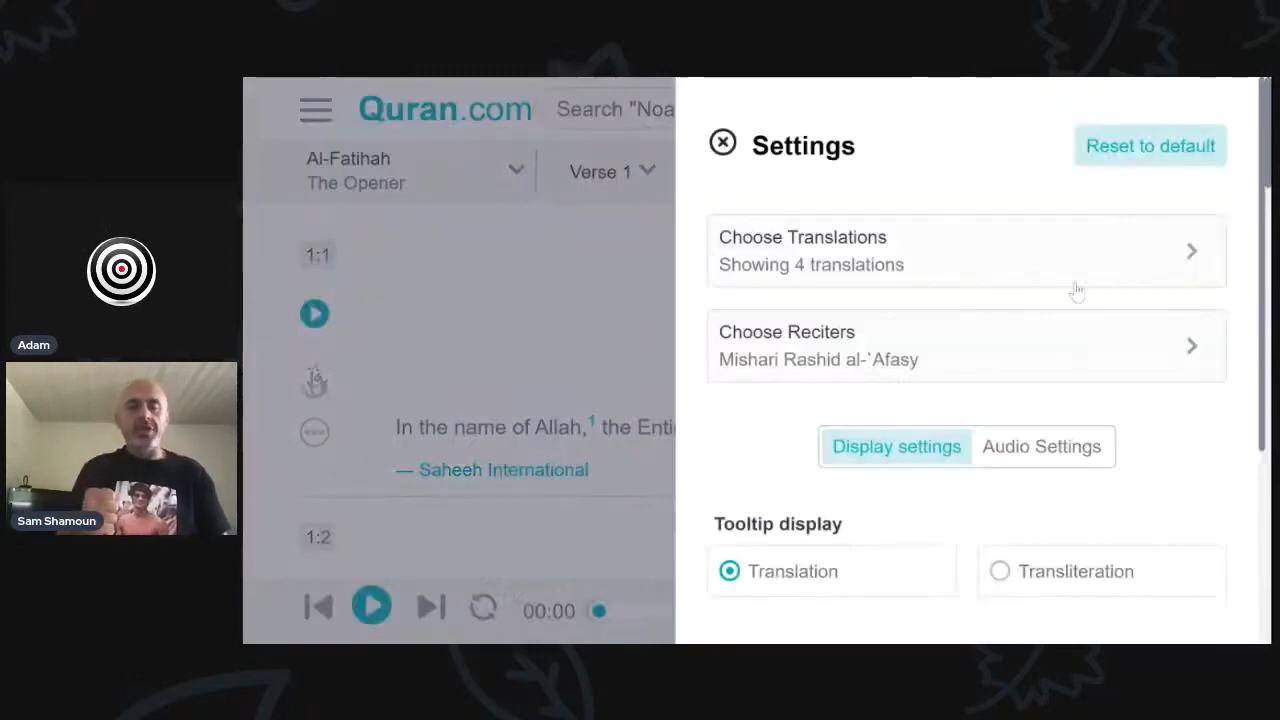 Quran.com
Search "Noa
Al-Fatihah
The Opener
Verse 1
1:1
In the name of Allah,1 the Enti
— Saheeh International
1:2
00:00
Settings
Reset to default
Choose Translations
Showing 4 translations
Choose Reciters
Mishari Rashid al-`Afasy
Display settings
Audio Settings
Tooltip display
Translation
Transliteration
Adam
Sam Shamoun